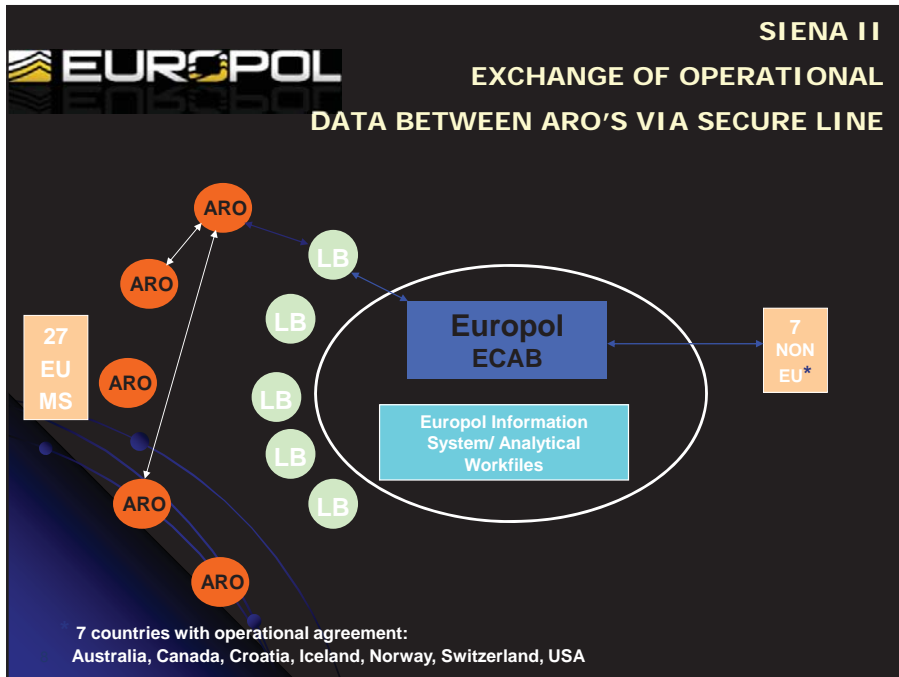 SIENA II
EUROPOL
EXCHANGE OF OPERATIONAL
DATA BETWEEN ARO'S VIA SECURE LINE
ARO
LB
ARO
LB
27
EU
MS
Europol
ECAB
7
NON
EU*
ARO
LB
Europol Information
System/ Analytical
Workfiles
LB
ARO
LB
ARO
* 7 countries with operational agreement:
Australia, Canada, Croatia, Iceland, Norway, Switzerland, USA